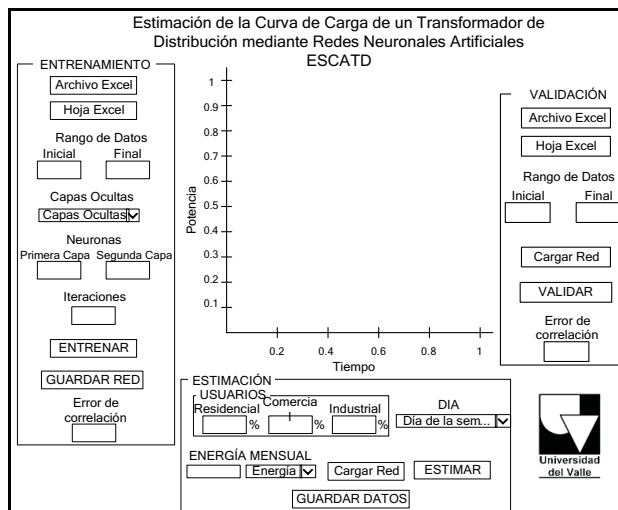 Estimación de la Curva de Carga de un Transformador de
Distribución mediante Redes Neuronales Artificiales
ESCATD
ENTRENAMIENTO
Archivo Excel
Hoja Excel
Rango de Datos
Inicial Final
Capas Ocultas
Capas Ocultas
Neuronas
Primera Capa Segunda Capa
Iteraciones
ENTRENAR
GUARDAR RED
Error de
correlación
1
0.9
0.8
0.7
0.6
0.5
0.4
0.3
0.2
0.1
Potencia
0.2 0.4 0.6 0.8 1
Tiempo
VALIDACIÓN
Archivo Excel
Hoja Excel
Rango de Datos
Inicial Final
Cargar Red
VALIDAR
Error de
correlación
ESTIMACIÓN
USUARIOS
Residencial Comercial Industrial
% % %
DIA
Día de la sem...
ENERGÍA MENSUAL
Energía Cargar Red ESTIMAR
GUARDAR DATOS
Universidad
del Valle